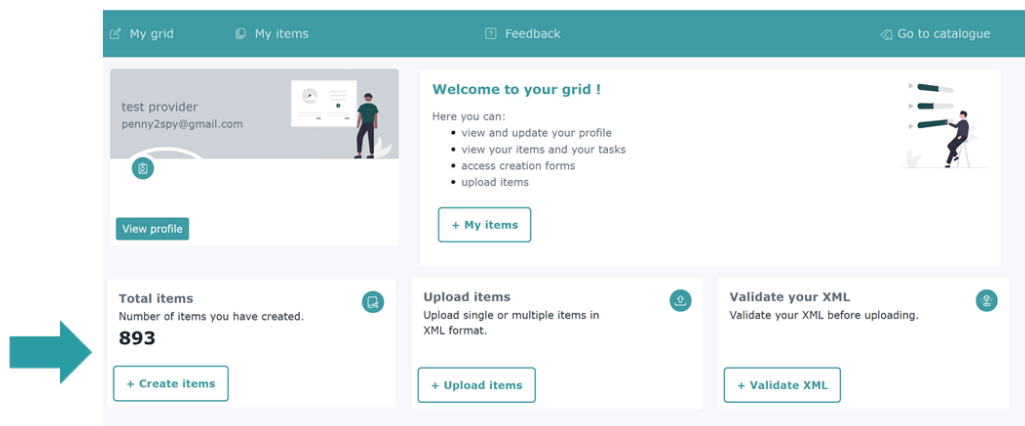 My grid
My items
Feedback
Go to catalogue
test provider
penny2spy@gmail.com
View profile
Welcome to your grid !
Here you can:
• view and update your profile
• view your items and your tasks
• access creation forms
• upload items
+ My items
Total items
Number of items you have created.
893
+ Create items
Upload items
Upload single or multiple items in
XML format.
+ Upload items
Validate your XML
Validate your XML before uploading.
+ Validate XML